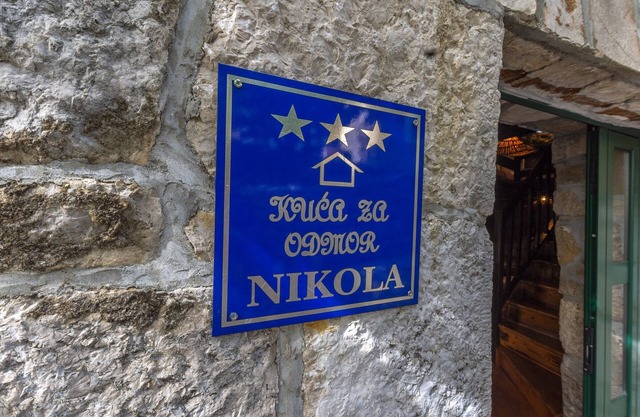 Kuća za
odmor
NIKOLA